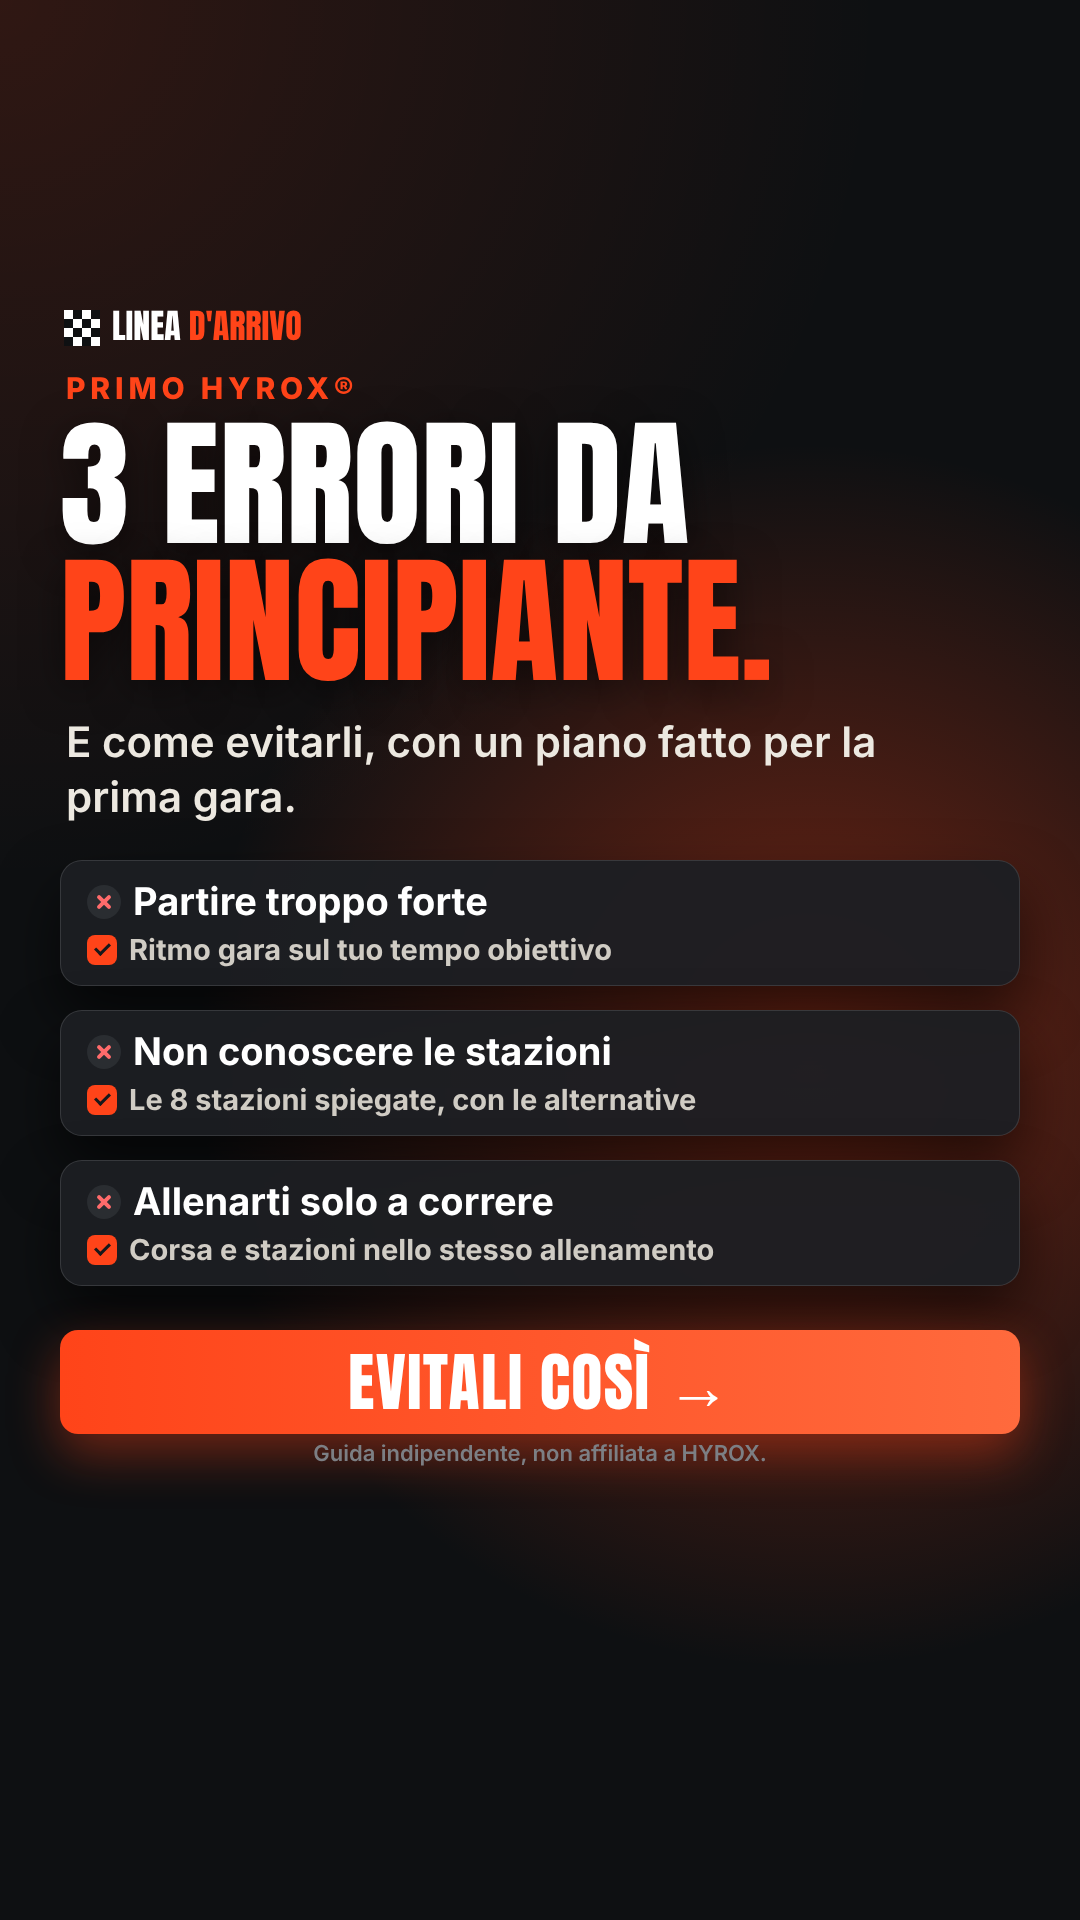 LINEA D'ARRIVO
PRIMO HYROX®
3 ERRORI DA
PRINCIPIANTE.
E come evitarli, con un piano fatto per la
prima gara.
Partire troppo forte
Ritmo gara sul tuo tempo obiettivo
Non conoscere le stazioni
Le 8 stazioni spiegate, con le alternative
Allenarti solo a correre
Corsa e stazioni nello stesso allenamento
EVITALI COSÌ →
Guida indipendente, non affiliata a HYROX.